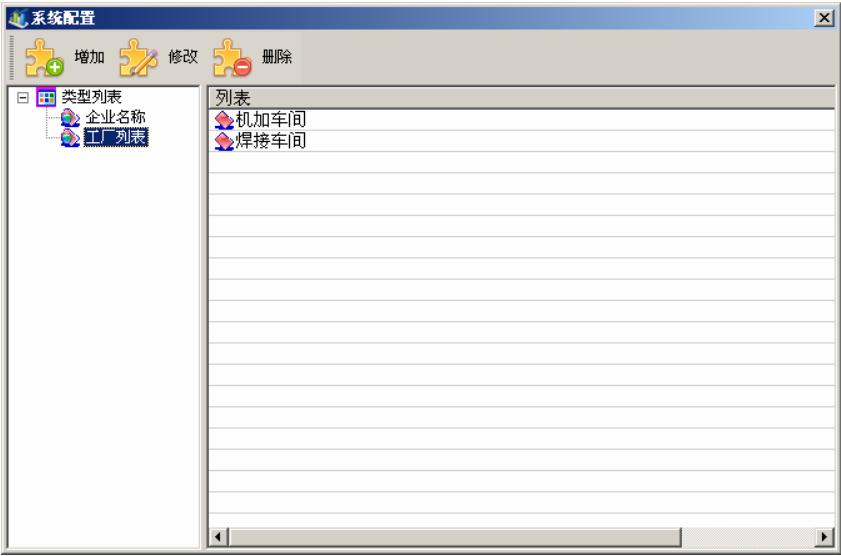 系统配置
增加 修改 删除
类型列表
企业名称
工厂列表
列表
机加车间
焊接车间